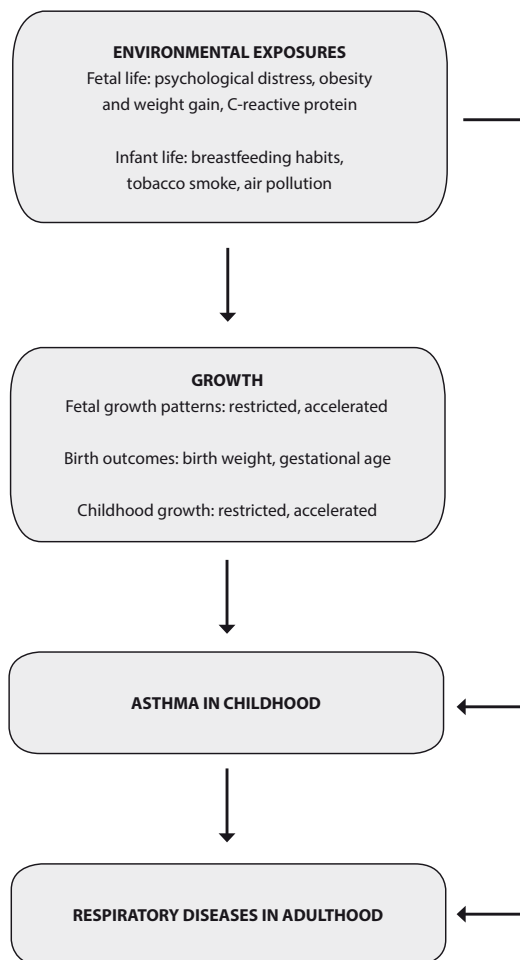 ENVIRONMENTAL EXPOSURES
Fetal life: psychological distress, obesity
and weight gain, C-reactive protein
Infant life: breastfeeding habits,
tobacco smoke, air pollution
GROWTH
Fetal growth patterns: restricted, accelerated
Birth outcomes: birth weight, gestational age
Childhood growth: restricted, accelerated
ASTHMA IN CHILDHOOD
RESPIRATORY DISEASES IN ADULTHOOD